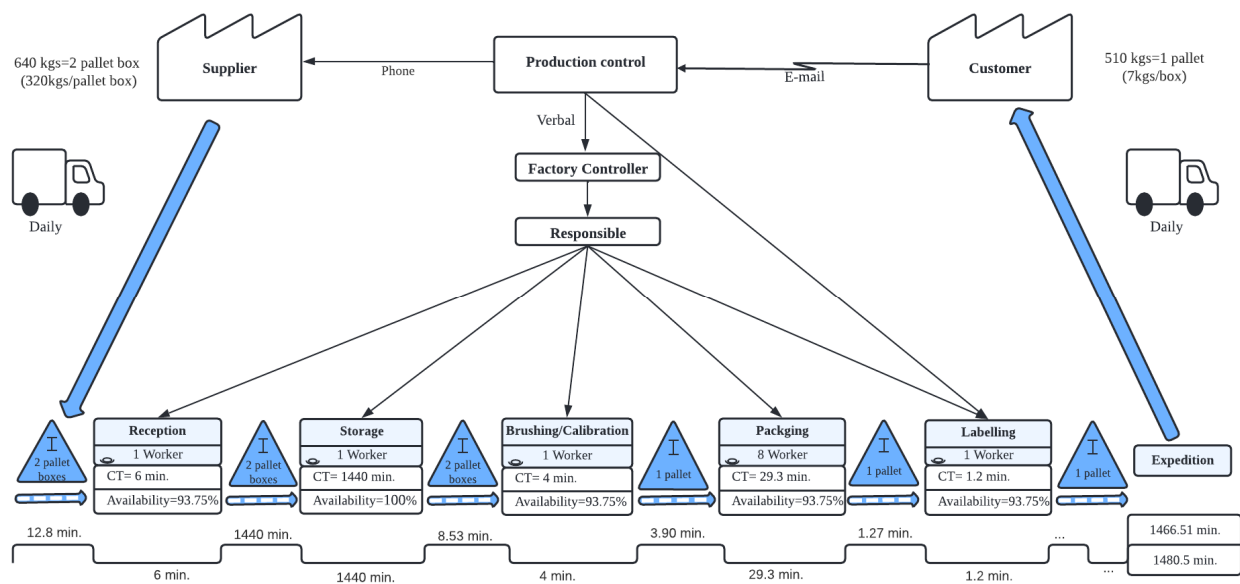 640 kgs=2 pallet box
(320kgs/pallet box)
Supplier
Phone
Production control
E-mail
Customer
510 kgs=1 pallet
(7kgs/box)
Verbal
Factory Controller
Daily
Daily
Responsible
I
2 pallet
boxes
Reception
1 Worker
CT= 6 min.
Availability=93.75%
I
2 pallet
boxes
Storage
1 Worker
CT= 1440 min.
Availability=100%
I
2 pallet
boxes
Brushing/Calibration
1 Worker
CT= 4 min.
Availability=93.75%
I
1 pallet
Packging
8 Worker
CT= 29.3 min.
Availability=93.75%
I
1 pallet
Labelling
1 Worker
CT= 1.2 min.
Availability=93.75%
I
1 pallet
Expedition
12.8 min.
1440 min.
8.53 min.
3.90 min.
1.27 min.
...
1466.51 min.
6 min.
1440 min.
4 min.
29.3 min.
1.2 min.
...
1480.5 min.